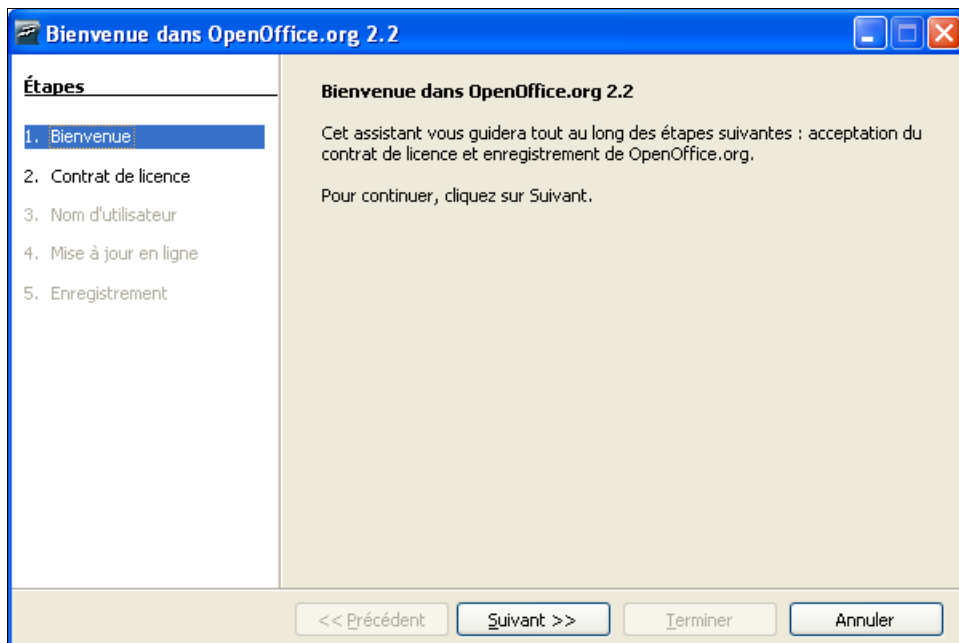 Bienvenue dans OpenOffice.org 2.2
Étapes
1. Bienvenue
2. Contrat de licence
3. Nom d'utilisateur
4. Mise à jour en ligne
5. Enregistrement
Bienvenue dans OpenOffice.org 2.2
Cet assistant vous guidera tout au long des étapes suivantes : acceptation du
contrat de licence et enregistrement de OpenOffice.org.
Pour continuer, cliquez sur Suivant.
<< Précédent
Suivant >>
Terminer
Annuler